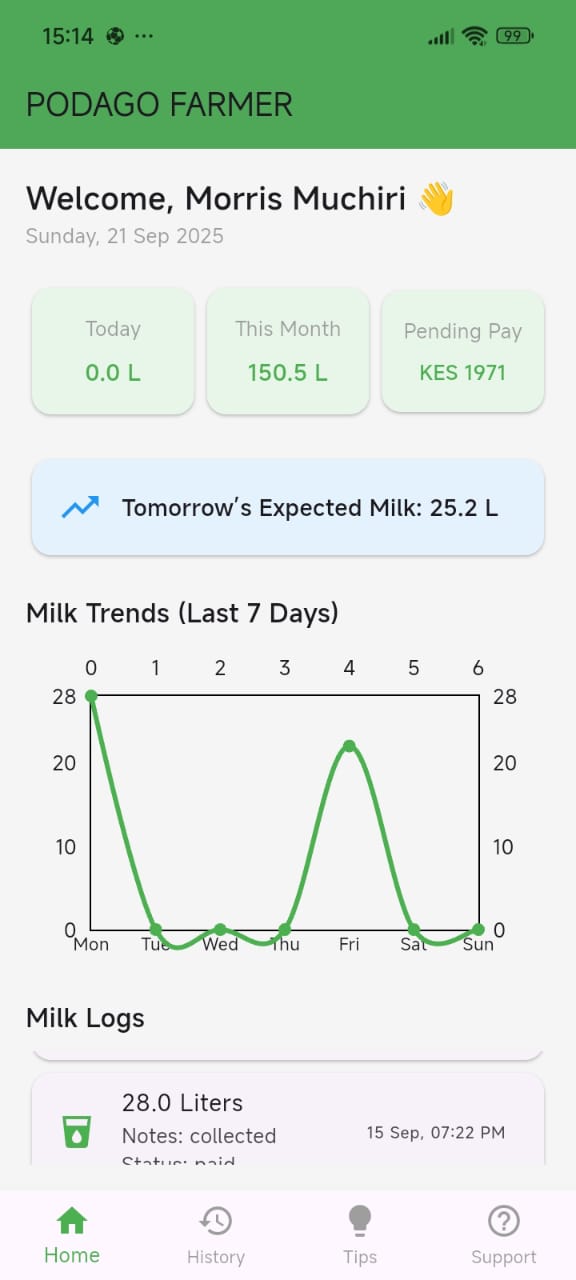 15:14
99
PODAGO FARMER
Welcome, Morris Muchiri 👋
Sunday, 21 Sep 2025
Today
0.0 L
This Month
150.5 L
Pending Pay
KES 1971
Tomorrow's Expected Milk: 25.2 L
Milk Trends (Last 7 Days)
0 1 2 3 4 5 6
28 28
20 20
10 10
0 0
Mon Tue Wed Thu Fri Sat Sun
Milk Logs
28.0 Liters
Notes: collected
15 Sep, 07:22 PM
Status: paid
Home History Tips Support